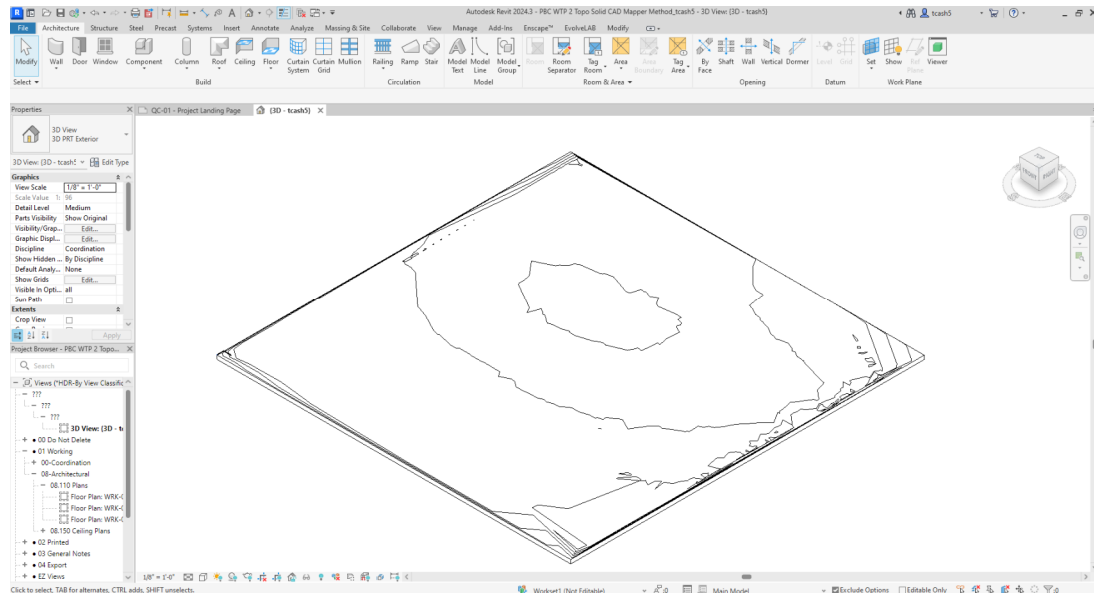 Autodesk Revit 2024.3 - PBC WTP 2 Topo Solid CAD Mapper Method_tcash5 - 3D View: {3D - tcash5}
tcash5
File Architecture Structure Steel Precast Systems Insert Annotate Analyze Massing & Site Collaborate View Manage Add-Ins Enscape™ EvolveLAB Modify
Modify Wall Door Window Component Column Roof Ceiling Floor Curtain System Curtain Grid Mullion Railing Ramp Stair Model Text Model Line Model Group Room Room Separator Tag Room Area Area Boundary Tag Area By Face Shaft Wall Vertical Dormer Level Grid Set Show Ref Plane Viewer
Select Build Circulation Model Room & Area Opening Datum Work Plane
Properties
QC-01 - Project Landing Page
{3D - tcash5}
3D View
3D PRT Exterior
3D View: {3D - tcash5
Edit Type
Graphics
View Scale 1/8" = 1'-0"
Scale Value 1: 96
Detail Level Medium
Parts Visibility Show Original
Visibility/Grap... Edit...
Graphic Displ... Edit...
Discipline Coordination
Show Hidden ... By Discipline
Default Analy... None
Show Grids Edit...
Visible In Opti... all
Sun Path
Extents
Crop View
Apply
Project Browser - PBC WTP 2 Topo...
Search
Views (*HDR-By View Classific
???
???
???
3D View: {3D - t
00 Do Not Delete
01 Working
00-Coordination
08-Architectural
08.110 Plans
Floor Plan: WRK-
Floor Plan: WRK-
Floor Plan: WRK-
08.150 Ceiling Plans
02 Printed
03 General Notes
04 Export
EZ Views
TOP
FRONT
RIGHT
1/8" = 1'-0"
Click to select, TAB for alternates, CTRL adds, SHIFT unselects.
Workset1 (Not Editable)
:0
Main Model
Exclude Options
Editable Only
:0